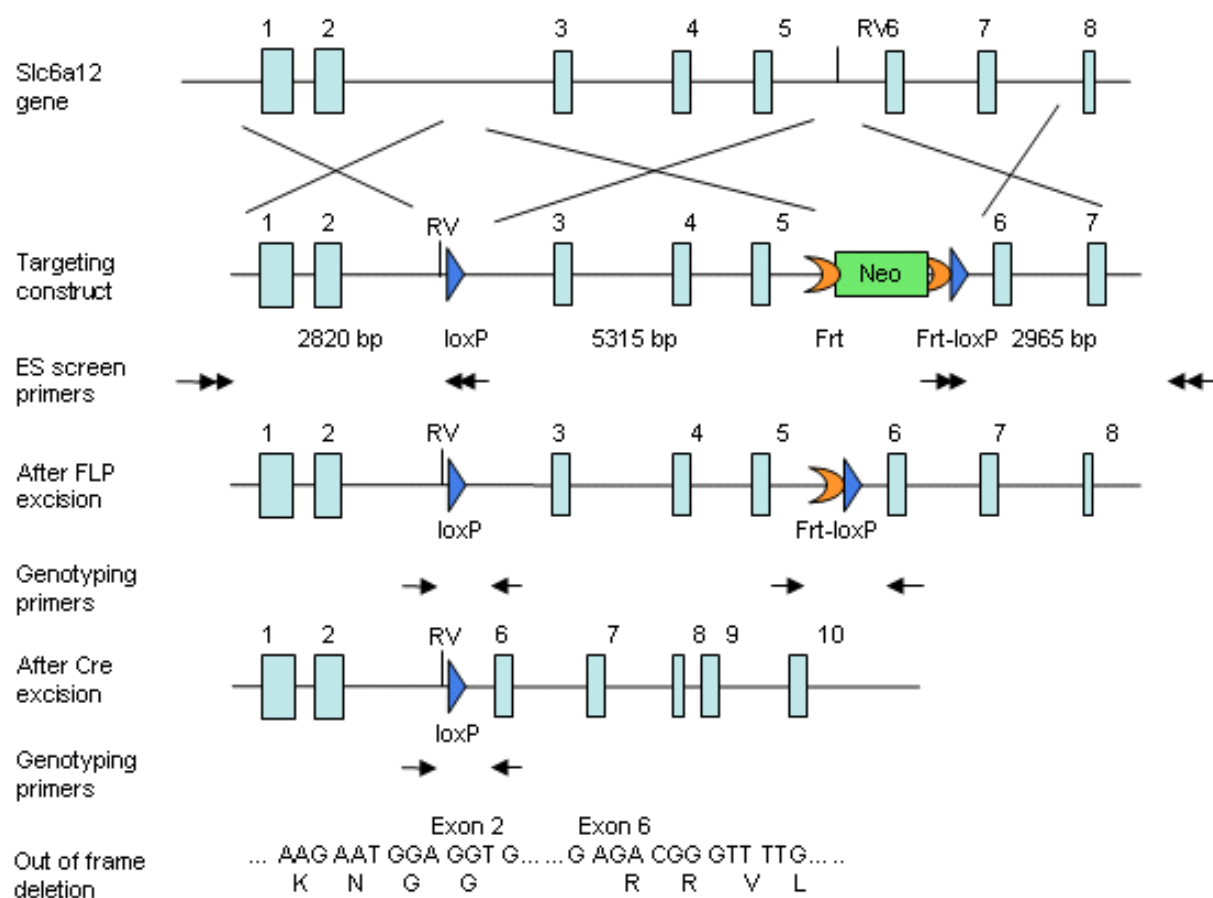 1 2 3 4 5 RV6 7 8
Slc6a12
gene
1 2 RV 3 4 5 6 7
Targeting
construct
Neo
2820 bp loxP 5315 bp Frt Frt-loxP 2965 bp
ES screen
primers
1 2 RV 3 4 5 6 7 8
After FLP
excision
loxP Frt-loxP
Genotyping
primers
1 2 RV 6 7 8 9 10
After Cre
excision
loxP
Genotyping
primers
Exon 2 Exon 6
... AAG AAT GGA GGT G... ...G AGA CGG GTT TTG... ..
Out of frame
deletion
K N G G R R V L